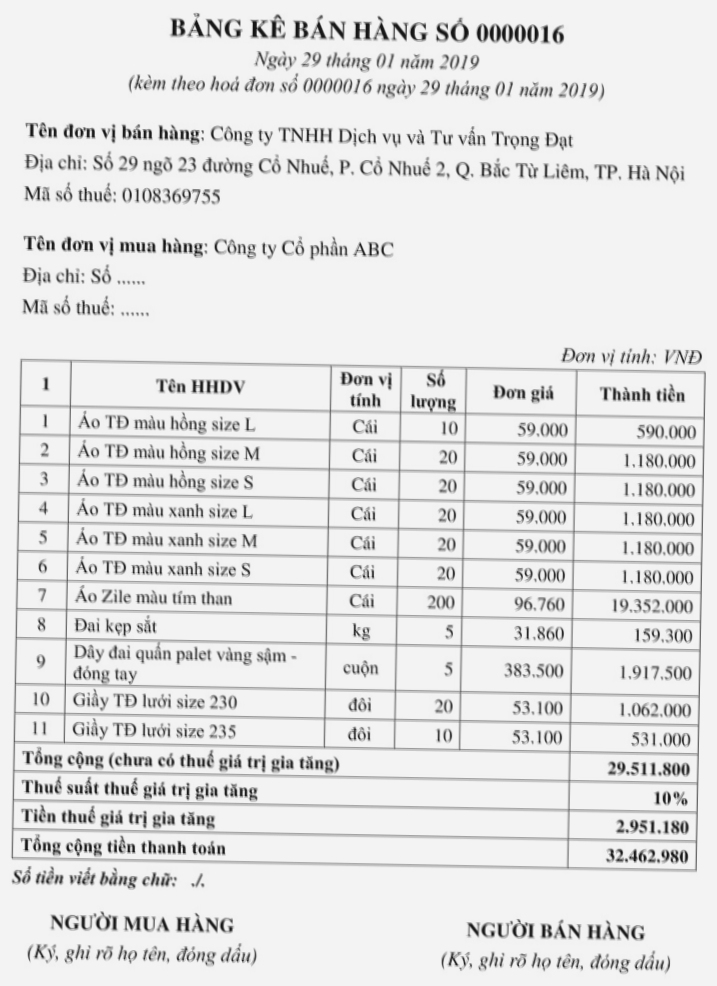 BẢNG KÊ BÁN HÀNG SỐ 0000016
Ngày 29 tháng 01 năm 2019
(kèm theo hoá đơn số 0000016 ngày 29 tháng 01 năm 2019)
Tên đơn vị bán hàng: Công ty TNHH Dịch vụ và Tư vấn Trọng Đạt
Địa chỉ: Số 29 ngõ 23 đường Cổ Nhuế, P. Cổ Nhuế 2, Q. Bắc Từ Liêm, TP. Hà Nội
Mã số thuế: 0108369755
Tên đơn vị mua hàng: Công ty Cổ phần ABC
Địa chỉ: Số ......
Mã số thuế: ......
Đơn vị tính: VNĐ
1 Tên HHDV Đơn vị tính Số lượng Đơn giá Thành tiền
1 Áo TĐ màu hồng size L Cái 10 59.000 590.000
2 Áo TĐ màu hồng size M Cái 20 59.000 1.180.000
3 Áo TĐ màu hồng size S Cái 20 59.000 1.180.000
4 Áo TĐ màu xanh size L Cái 20 59.000 1.180.000
5 Áo TĐ màu xanh size M Cái 20 59.000 1.180.000
6 Áo TĐ màu xanh size S Cái 20 59.000 1.180.000
7 Áo Zile màu tím than Cái 200 96.760 19.352.000
8 Đai kẹp sắt kg 5 31.860 159.300
9 Dây đai quấn palet vàng sậm - đóng tay cuộn 5 383.500 1.917.500
10 Giầy TĐ lưới size 230 đôi 20 53.100 1.062.000
11 Giầy TĐ lưới size 235 đôi 10 53.100 531.000
Tổng cộng (chưa có thuế giá trị gia tăng) 29.511.800
Thuế suất thuế giá trị gia tăng 10%
Tiền thuế giá trị gia tăng 2.951.180
Tổng cộng tiền thanh toán 32.462.980
Số tiền viết bằng chữ: ./.
NGƯỜI MUA HÀNG NGƯỜI BÁN HÀNG
(Ký, ghi rõ họ tên, đóng dấu) (Ký, ghi rõ họ tên, đóng dấu)